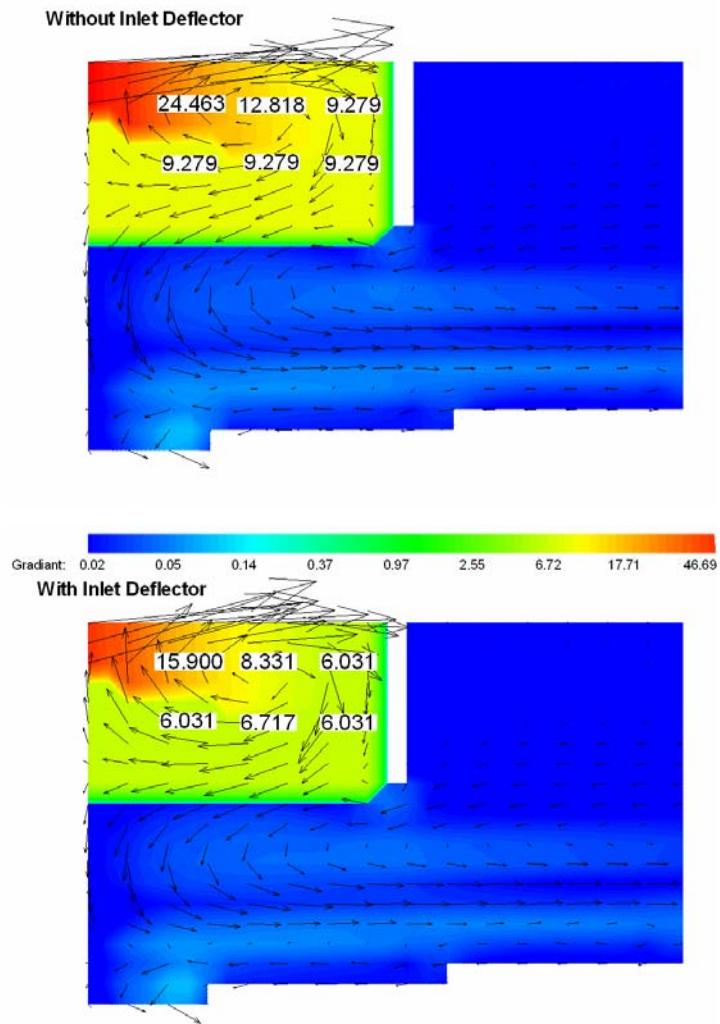 Without Inlet Deflector
24.463 12.818 9.279
9.279 9.279 9.279
Gradiant: 0.02 0.05 0.14 0.37 0.97 2.55 6.72 17.71 46.69
With Inlet Deflector
15.900 8.331 6.031
6.031 6.717 6.031